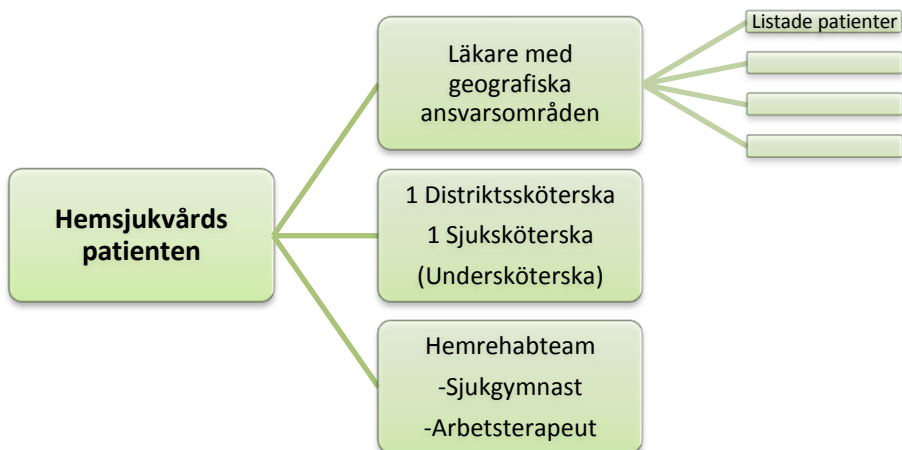 Listade patienter
Läkare med
geografiska
ansvarsområden
Hemsjukvårds
patienten
1 Distriktssköterska
1 Sjuksköterska
(Undersköterska)
Hemrehabteam
-Sjukgymnast
-Arbetsterapeut